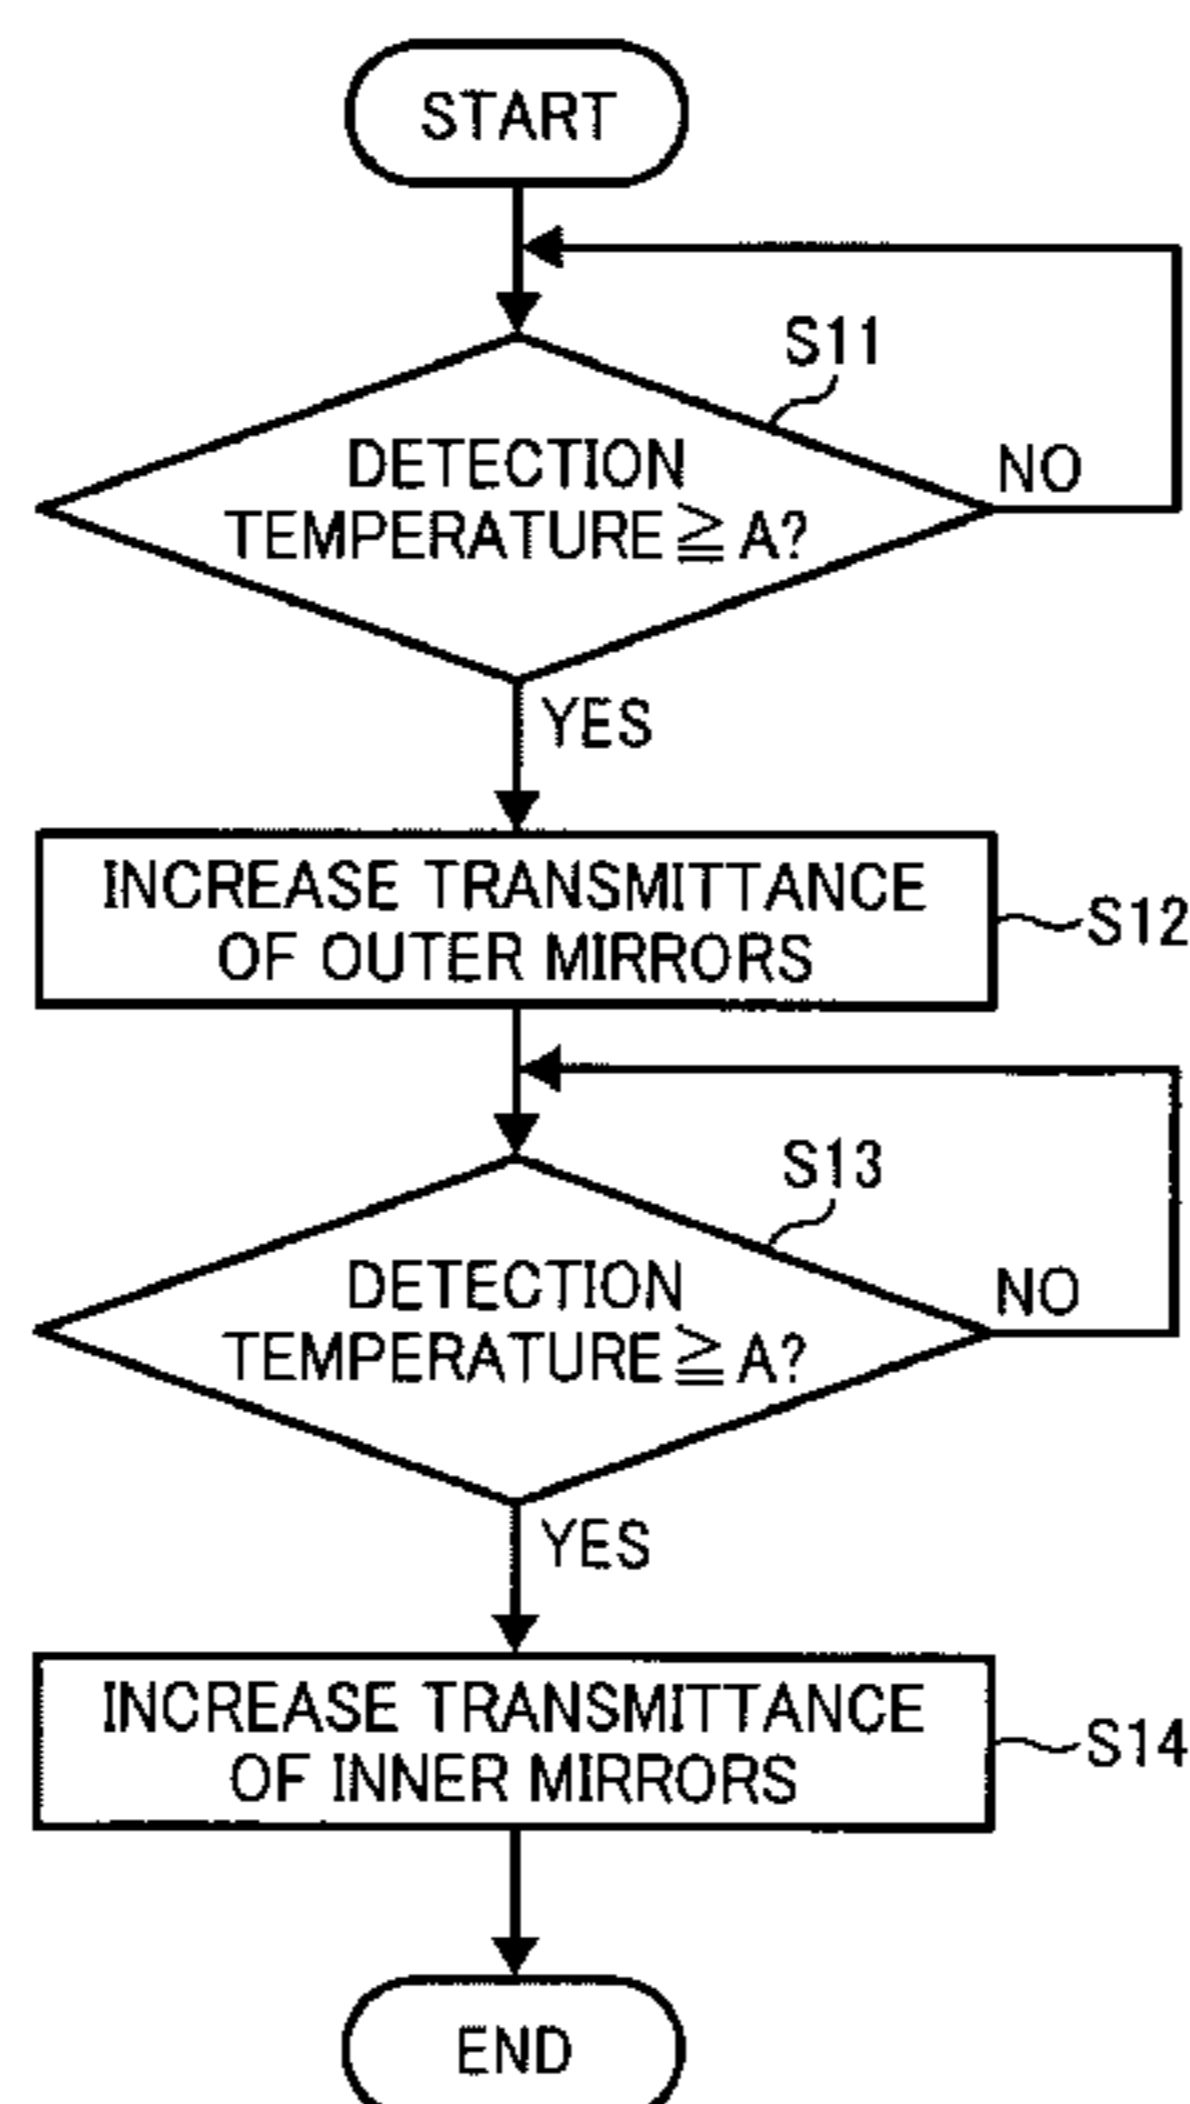 START
S11
DETECTION
TEMPERATURE ≧ A?
NO
YES
INCREASE TRANSMITTANCE
OF OUTER MIRRORS
S12
S13
DETECTION
TEMPERATURE ≧ A?
NO
YES
INCREASE TRANSMITTANCE
OF INNER MIRRORS
S14
END